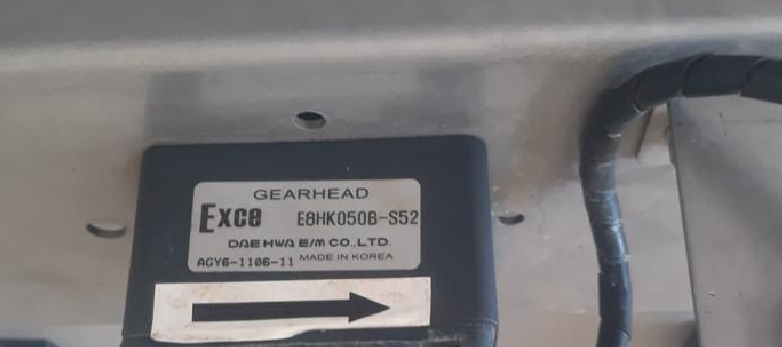 GEARHEAD
Exce E8HK050B-S52
DAE HWA E/M CO.,LTD.
AGY6-1106-11 MADE IN KOREA